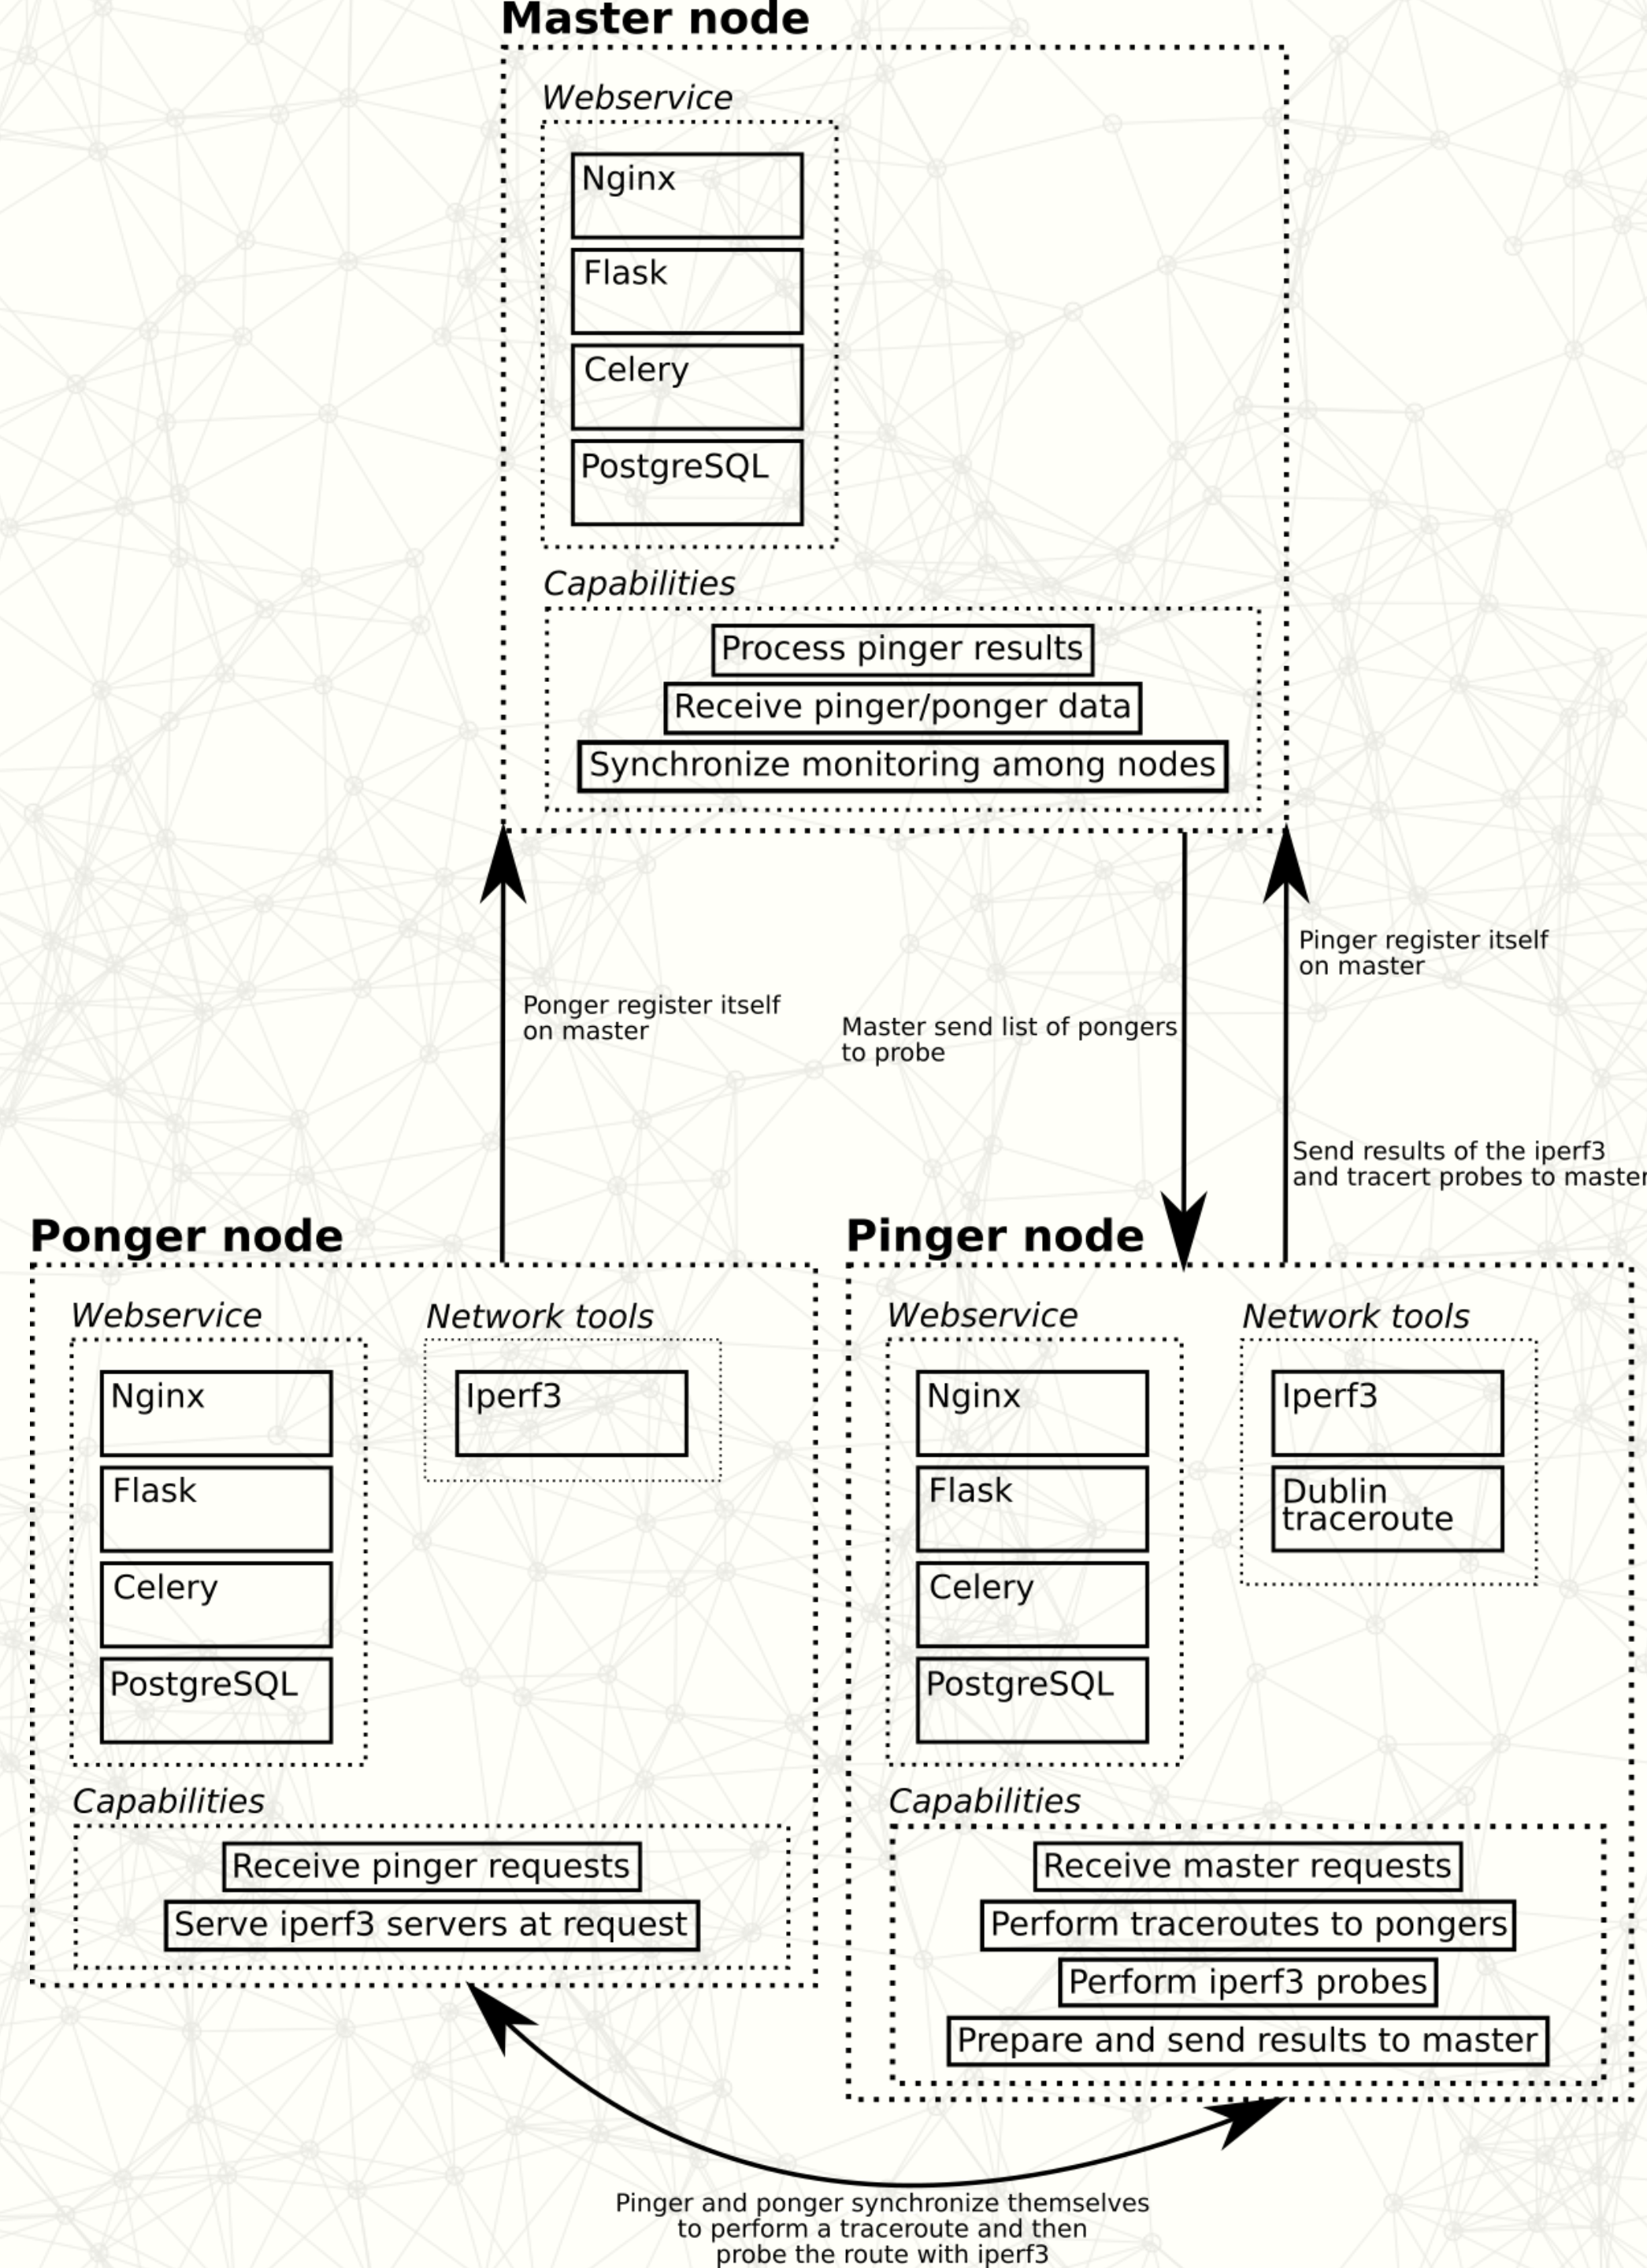 Master node
Webservice
Nginx
Flask
Celery
PostgreSQL
Capabilities
Process pinger results
Receive pinger/ponger data
Synchronize monitoring among nodes
Ponger register itself
on master
Master send list of pongers
to probe
Pinger register itself
on master
Send results of the iperf3
and tracert probes to master
Ponger node
Webservice
Nginx
Flask
Celery
PostgreSQL
Network tools
Iperf3
Capabilities
Receive pinger requests
Serve iperf3 servers at request
Pinger node
Webservice
Nginx
Flask
Celery
PostgreSQL
Network tools
Iperf3
Dublin
traceroute
Capabilities
Receive master requests
Perform traceroutes to pongers
Perform iperf3 probes
Prepare and send results to master
Pinger and ponger synchronize themselves
to perform a traceroute and then
probe the route with iperf3